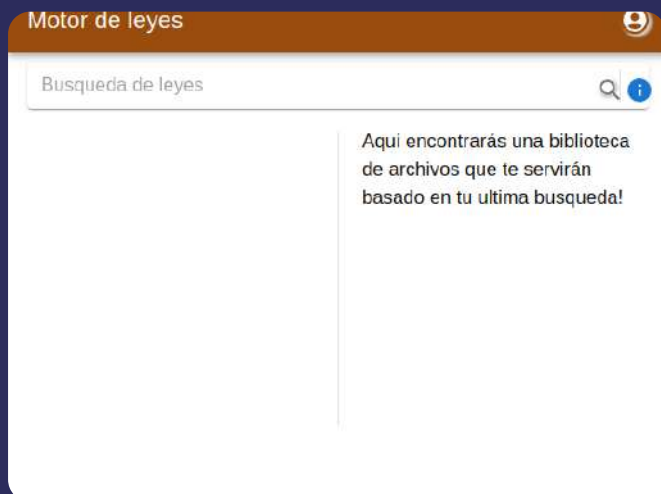 Motor de leyes
Busqueda de leyes
Aqui encontrarás una biblioteca
de archivos que te servirán
basado en tu ultima busqueda!